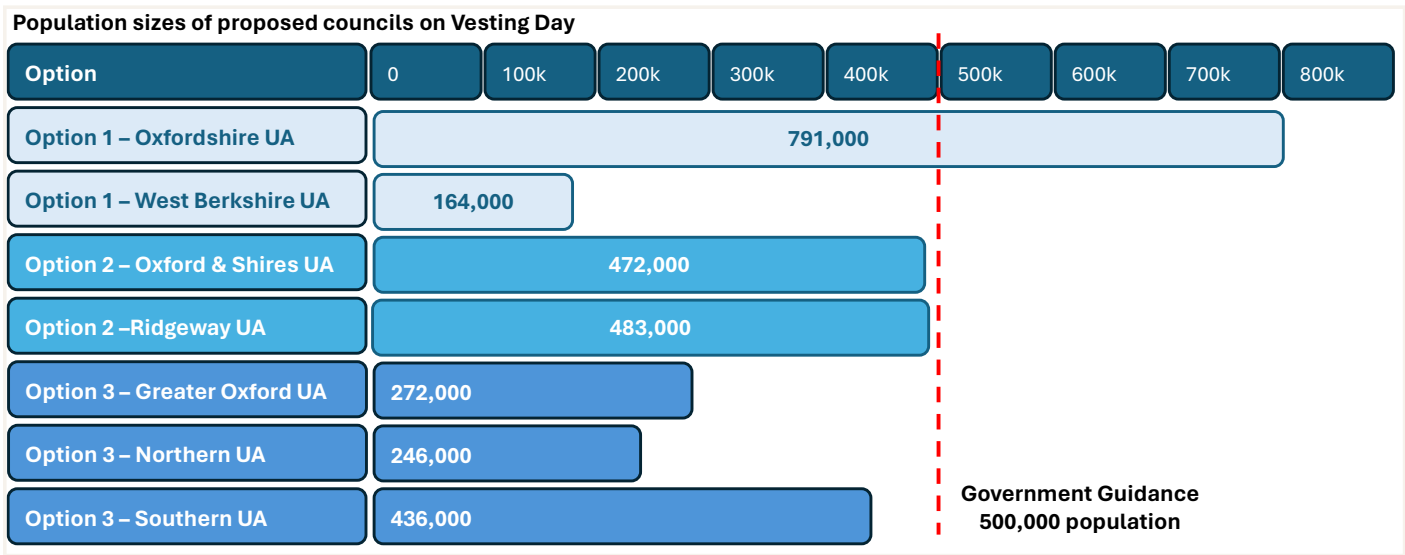 Population sizes of proposed councils on Vesting Day
Option 0 100k 200k 300k 400k 500k 600k 700k 800k
Option 1 – Oxfordshire UA 791,000
Option 1 – West Berkshire UA 164,000
Option 2 – Oxford & Shires UA 472,000
Option 2 –Ridgeway UA 483,000
Option 3 – Greater Oxford UA 272,000
Option 3 – Northern UA 246,000
Option 3 – Southern UA 436,000
Government Guidance
500,000 population